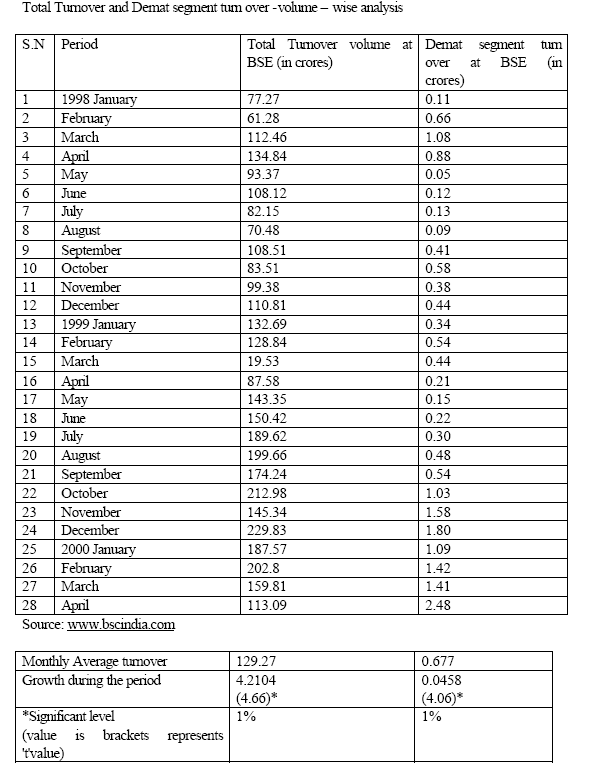 Total Turnover and Demat segment turn over -volume – wise analysis
S.N Period Total Turnover volume at Demat segment turn
BSE (in crores) over at BSE (in
crores)
1 1998 January 77.27 0.11
2 February 61.28 0.66
3 March 112.46 1.08
4 April 134.84 0.88
5 May 93.37 0.05
6 June 108.12 0.12
7 July 82.15 0.13
8 August 70.48 0.09
9 September 108.51 0.41
10 October 83.51 0.58
11 November 99.38 0.38
12 December 110.81 0.44
13 1999 January 132.69 0.34
14 February 128.84 0.54
15 March 19.53 0.44
16 April 87.58 0.21
17 May 143.35 0.15
18 June 150.42 0.22
19 July 189.62 0.30
20 August 199.66 0.48
21 September 174.24 0.54
22 October 212.98 1.03
23 November 145.34 1.58
24 December 229.83 1.80
25 2000 January 187.57 1.09
26 February 202.8 1.42
27 March 159.81 1.41
28 April 113.09 2.48
Source: www.bscindia.com
Monthly Average turnover 129.27 0.677
Growth during the period 4.2104 0.0458
(4.66)* (4.06)*
*Significant level 1% 1%
(value is brackets represents
't'value)